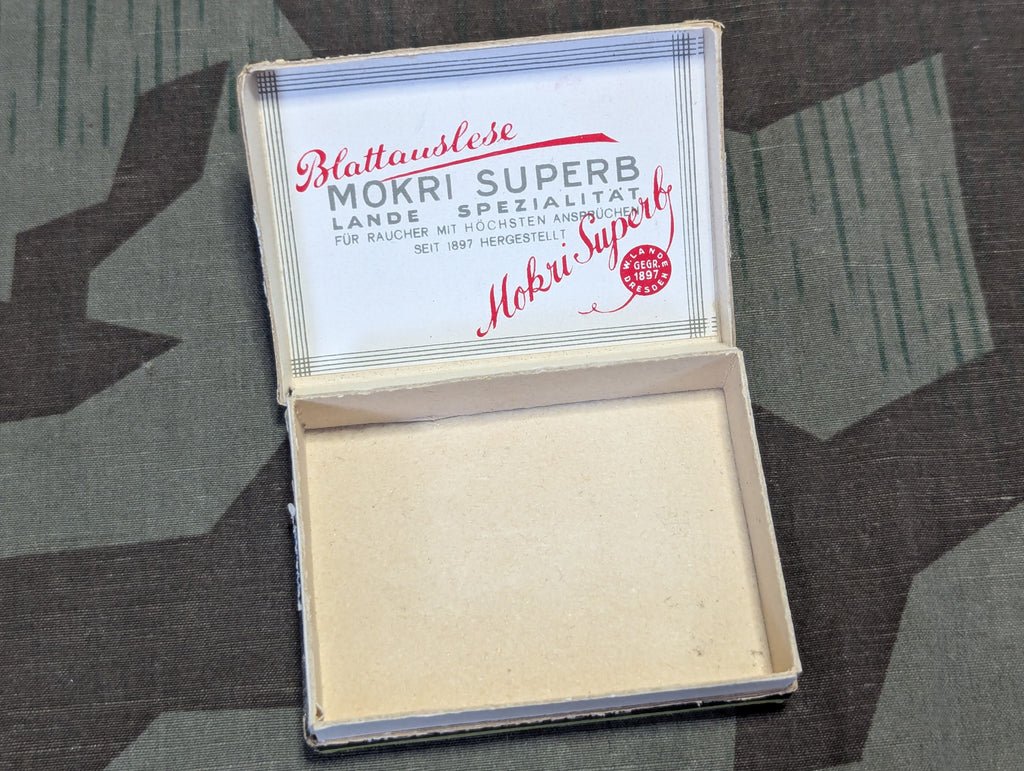 Blattauslese
MOKRI SUPERB
LANDE SPEZIALITÄT
FÜR RAUCHER MIT HÖCHSTEN ANSPRÜCHEN
SEIT 1897 HERGESTELLT
Mokri Superb
W. LANDE
GEGR.
1897
DRESDEN